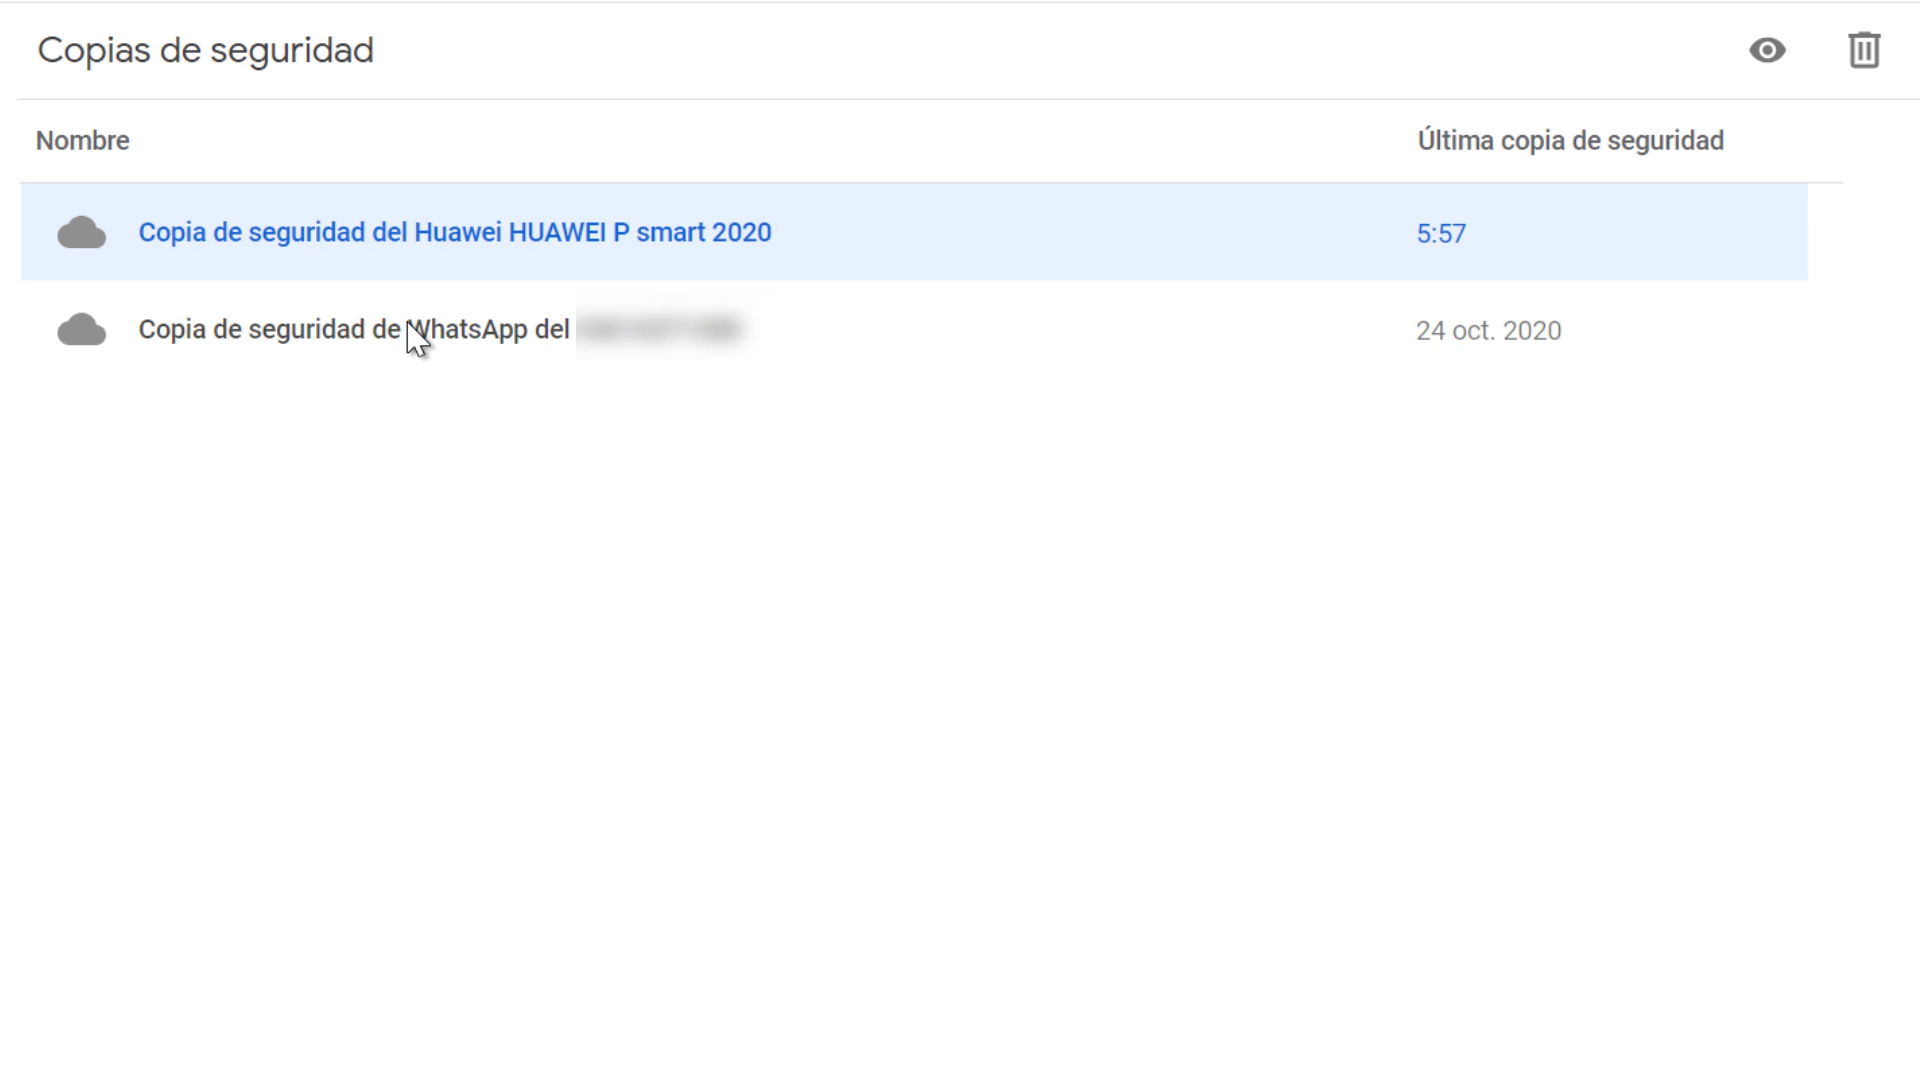 Copias de seguridad
Nombre Última copia de seguridad
Copia de seguridad del Huawei HUAWEI P smart 2020 5:57
Copia de seguridad de WhatsApp del 24 oct. 2020